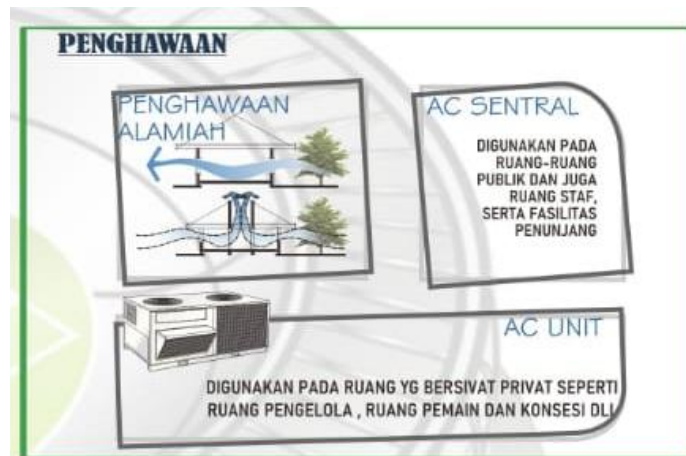 PENGHAWAAN
PENGHAWAAN
ALAMIAH
AC SENTRAL
DIGUNAKAN PADA
RUANG-RUANG
PUBLIK DAN JUGA
RUANG STAF,
SERTA FASILITAS
PENUNJANG
AC UNIT
DIGUNAKAN PADA RUANG YG BERSIVAT PRIVAT SEPERTI
RUANG PENGELOLA , RUANG PEMAIN DAN KONSESI DLL